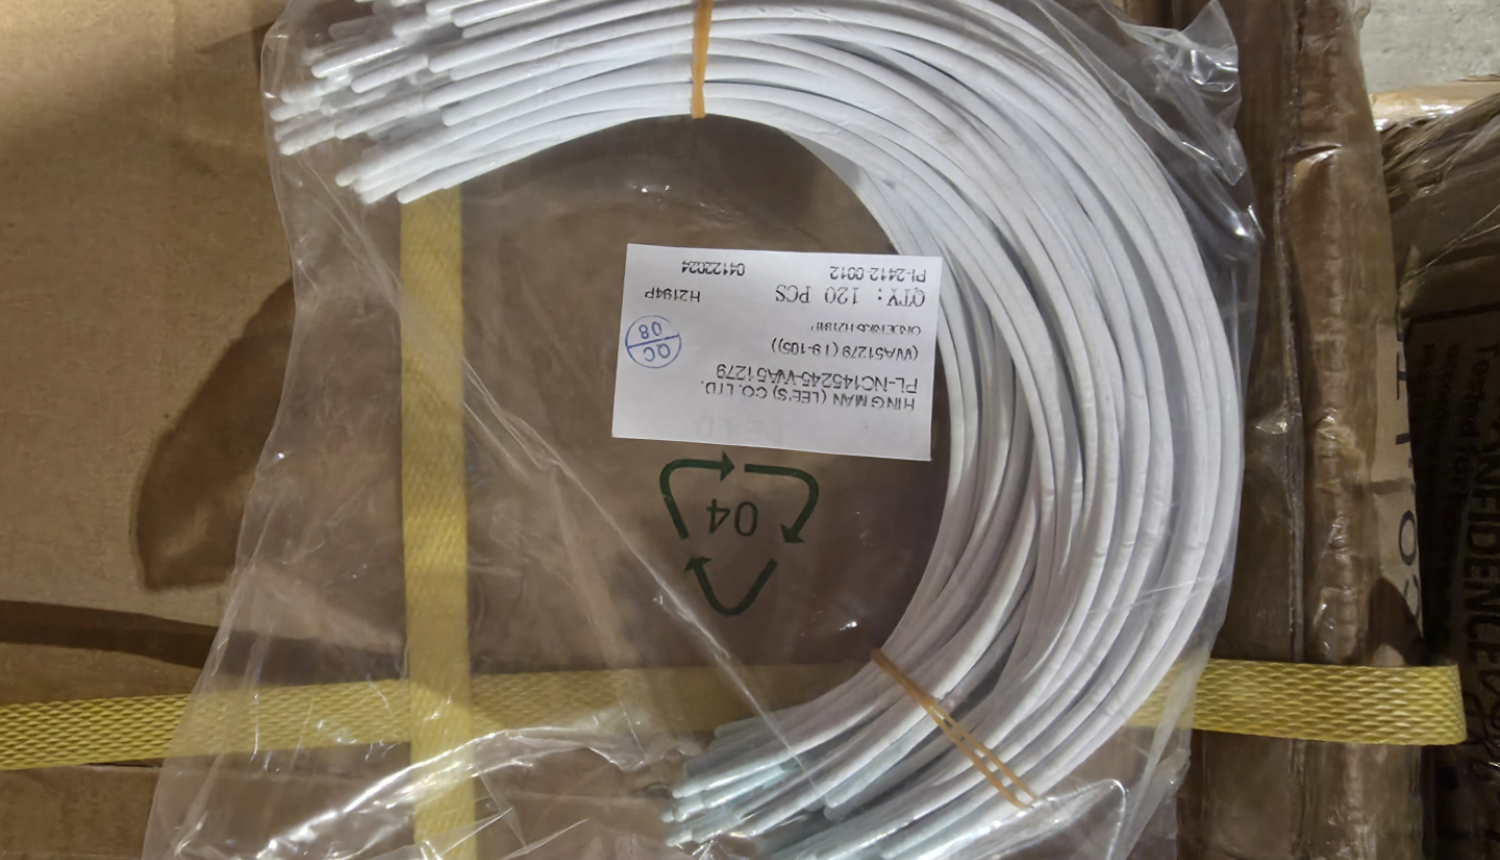 HING MAN (LEE'S) CO. LTD.
PL-NC145245-WA51279
(WA51279 (19-105))
QTY: 120 PCS
H2194P
PI-2412-0012
04122024
QC
08
04
ONFIDENCE